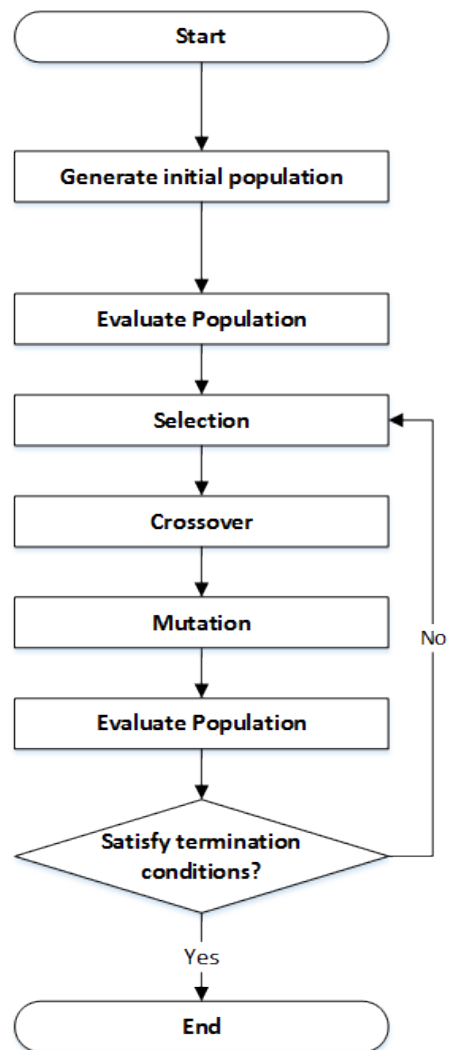 Start
Generate initial population
Evaluate Population
Selection
Crossover
Mutation
No
Evaluate Population
Satisfy termination
conditions?
Yes
End